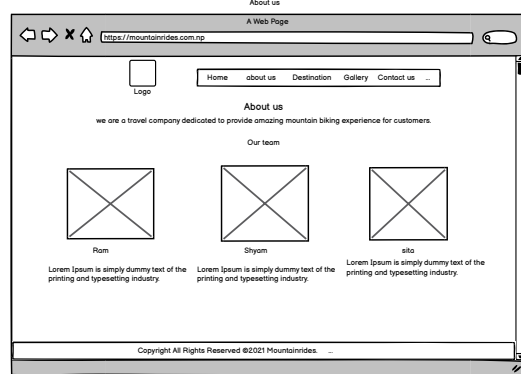 About us
A Web Page
https://mountainrides.com.np
Logo
Home about us Destination Gallery Contact us ...
About us
we are a travel company dedicated to provide amazing mountain biking experience for customers.
Our team
Ram
Lorem Ipsum is simply dummy text of the
printing and typesetting industry.
Shyam
Lorem Ipsum is simply dummy text of the
printing and typesetting industry.
sita
Lorem Ipsum is simply dummy text of the
printing and typesetting industry.
Copyright All Rights Reserved ©2021 Mountainrides. ...